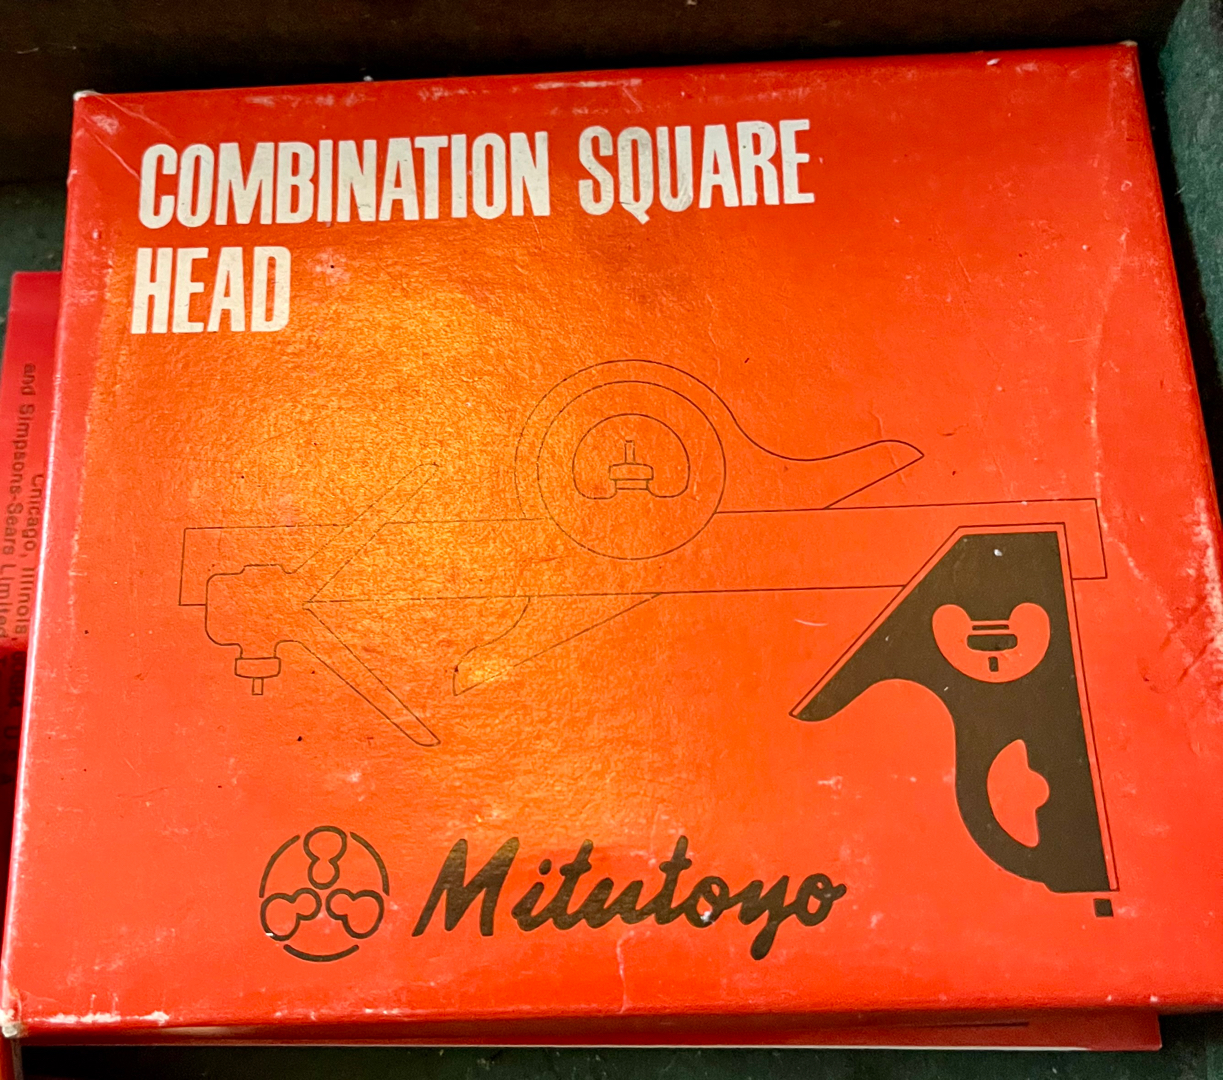 COMBINATION SQUARE
HEAD
Mitutoyo
Chicago, Illinois,
and Simpsons-Sears Limited,